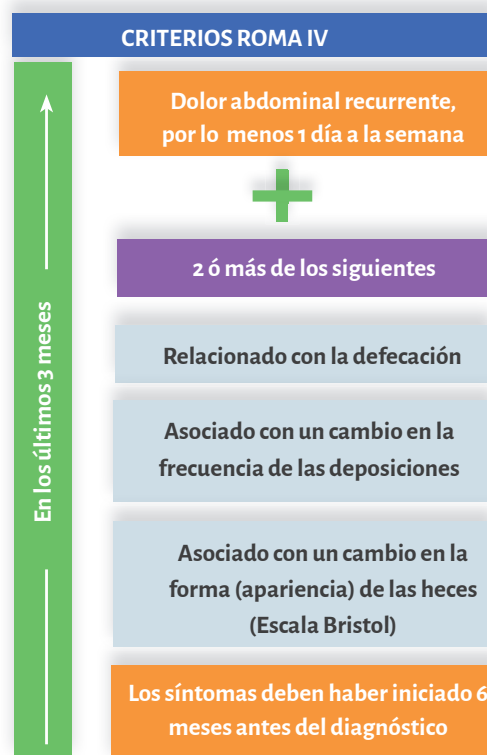 CRITERIOS ROMA IV
Dolor abdominal recurrente,
por lo menos 1 día a la semana
+
2 ó más de los siguientes
Relacionado con la defecación
Asociado con un cambio en la
frecuencia de las deposiciones
Asociado con un cambio en la
forma (apariencia) de las heces
(Escala Bristol)
Los síntomas deben haber iniciado 6
meses antes del diagnóstico
En los últimos 3 meses